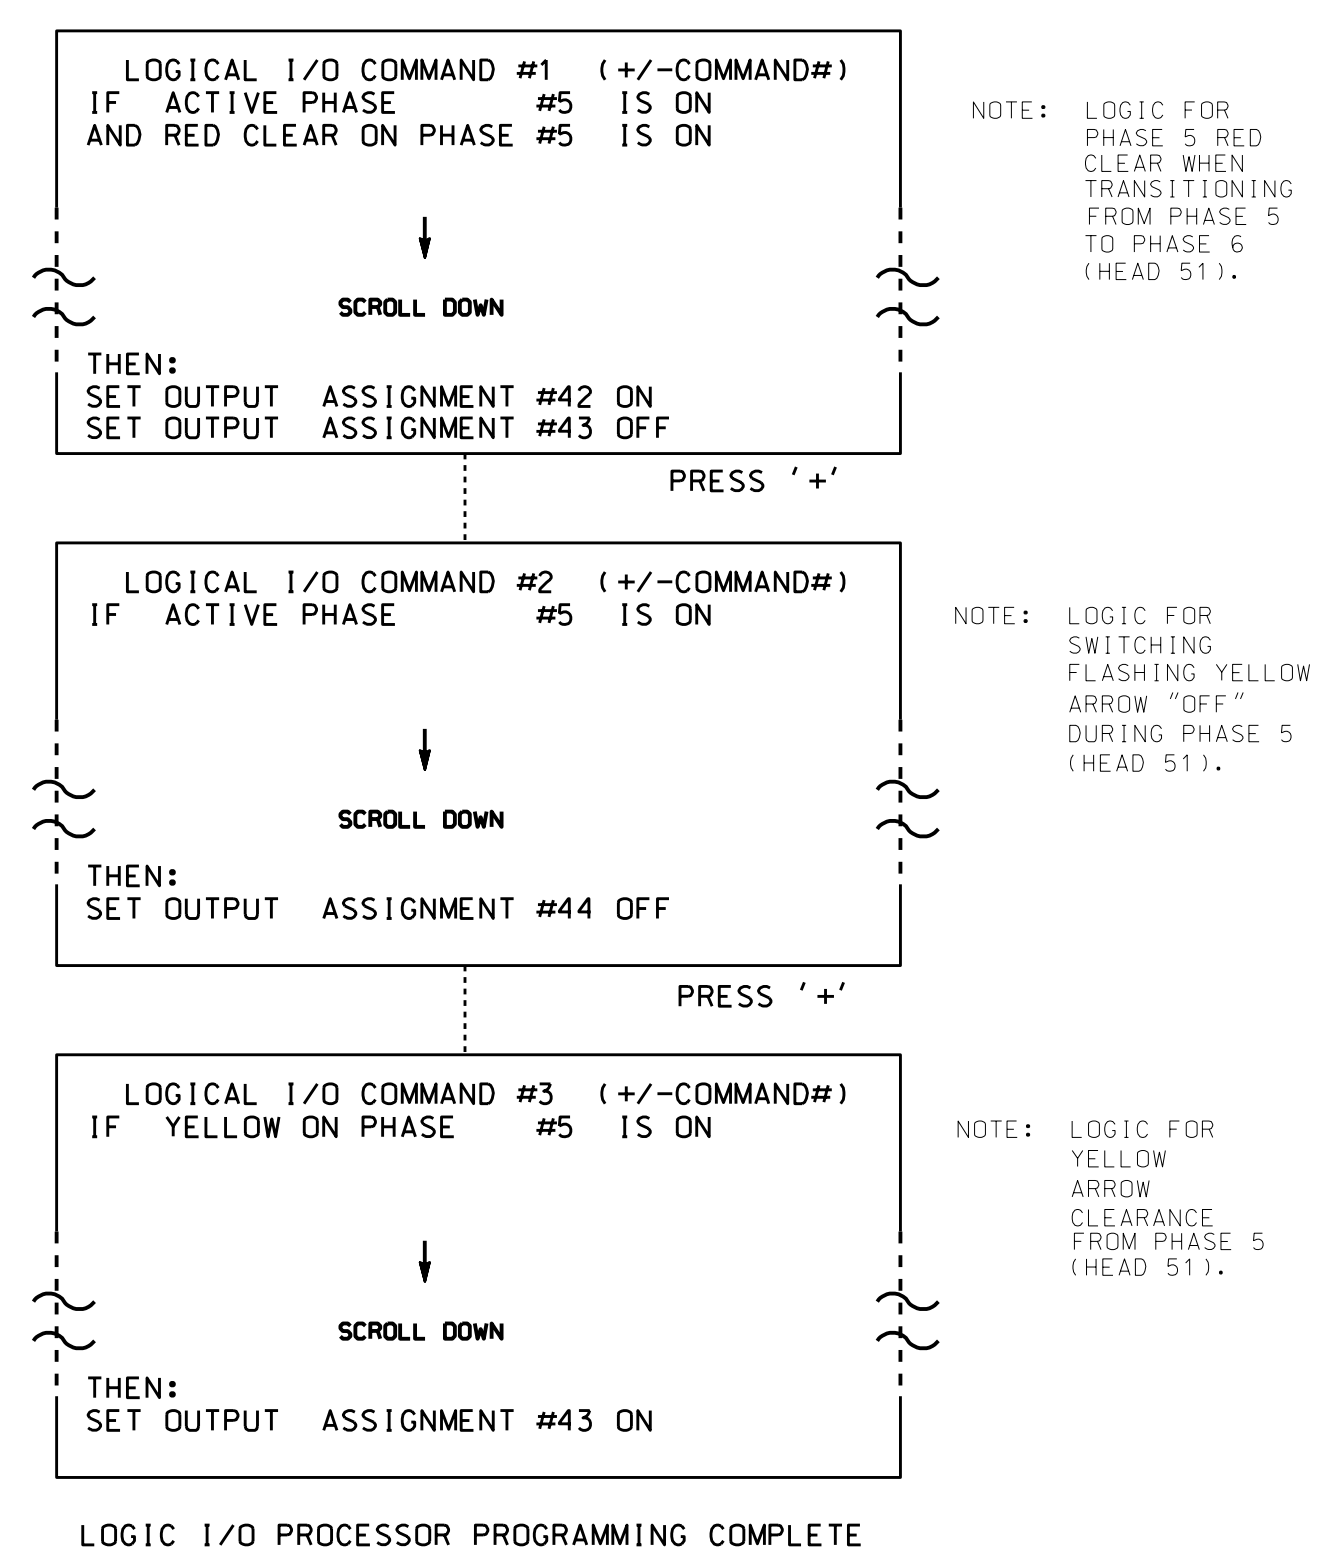 LOGICAL I/O COMMAND #1 (+/-COMMAND#)
IF ACTIVE PHASE #5 IS ON
AND RED CLEAR ON PHASE #5 IS ON
SCROLL DOWN
THEN:
SET OUTPUT ASSIGNMENT #42 ON
SET OUTPUT ASSIGNMENT #43 OFF
NOTE: LOGIC FOR
PHASE 5 RED
CLEAR WHEN
TRANSITIONING
FROM PHASE 5
TO PHASE 6
(HEAD 51).
PRESS '+'
LOGICAL I/O COMMAND #2 (+/-COMMAND#)
IF ACTIVE PHASE #5 IS ON
SCROLL DOWN
THEN:
SET OUTPUT ASSIGNMENT #44 OFF
NOTE: LOGIC FOR
SWITCHING
FLASHING YELLOW
ARROW "OFF"
DURING PHASE 5
(HEAD 51).
PRESS '+'
LOGICAL I/O COMMAND #3 (+/-COMMAND#)
IF YELLOW ON PHASE #5 IS ON
SCROLL DOWN
THEN:
SET OUTPUT ASSIGNMENT #43 ON
NOTE: LOGIC FOR
YELLOW
ARROW
CLEARANCE
FROM PHASE 5
(HEAD 51).
LOGIC I/O PROCESSOR PROGRAMMING COMPLETE